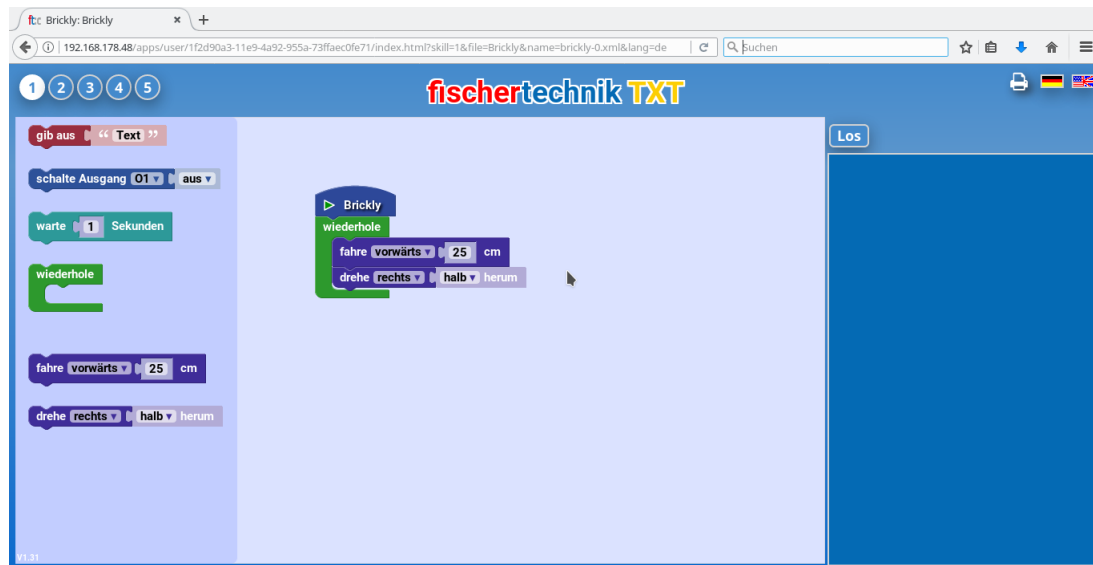 ftc Brickly: Brickly
192.168.178.48/apps/user/1f2d90a3-11e9-4a92-955a-73ffaec0fe71/index.html?skill=1&file=Brickly&name=brickly-0.xml&lang=de
Suchen
1 2 3 4 5
fischertechnik TXT
gib aus “ Text ”
schalte Ausgang O1 aus
warte 1 Sekunden
wiederhole
fahre vorwärts 25 cm
drehe rechts halb herum
V1.31
Brickly
wiederhole
fahre vorwärts 25 cm
drehe rechts halb herum
Los